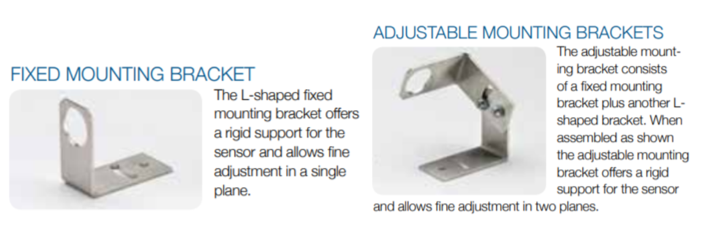 FIXED MOUNTING BRACKET
The L-shaped fixed
mounting bracket offers
a rigid support for the
sensor and allows fine
adjustment in a single
plane.
ADJUSTABLE MOUNTING BRACKETS
The adjustable mount-
ing bracket consists
of a fixed mounting
bracket plus another L-
shaped bracket. When
assembled as shown
the adjustable mounting
bracket offers a rigid
support for the sensor
and allows fine adjustment in two planes.